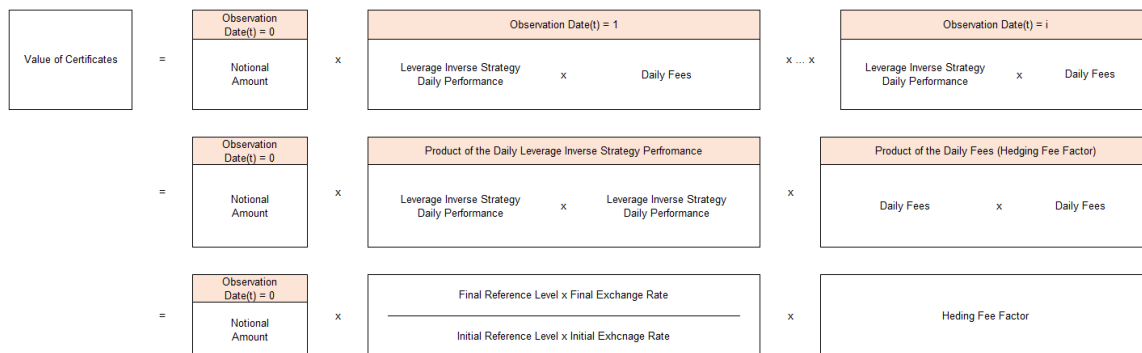 Observation
Date(t) = 0
Observation Date(t) = 1
Observation Date(t) = i
Value of Certificates
=
Notional
Amount
x
Leverage Inverse Strategy
Daily Performance
x
Daily Fees
x ... x
Leverage Inverse Strategy
Daily Performance
x
Daily Fees
Observation
Date(t) = 0
Product of the Daily Leverage Inverse Strategy Perfromance
Product of the Daily Fees (Hedging Fee Factor)
=
Notional
Amount
x
Leverage Inverse Strategy
Daily Performance
x
Leverage Inverse Strategy
Daily Performance
x
Daily Fees
x
Daily Fees
Observation
Date(t) = 0
=
Notional
Amount
x
Final Reference Level x Final Exchange Rate
Initial Reference Level x Initial Exhcnage Rate
x
Heding Fee Factor